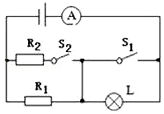 A
R₂ S₂ S₁
R₁ L